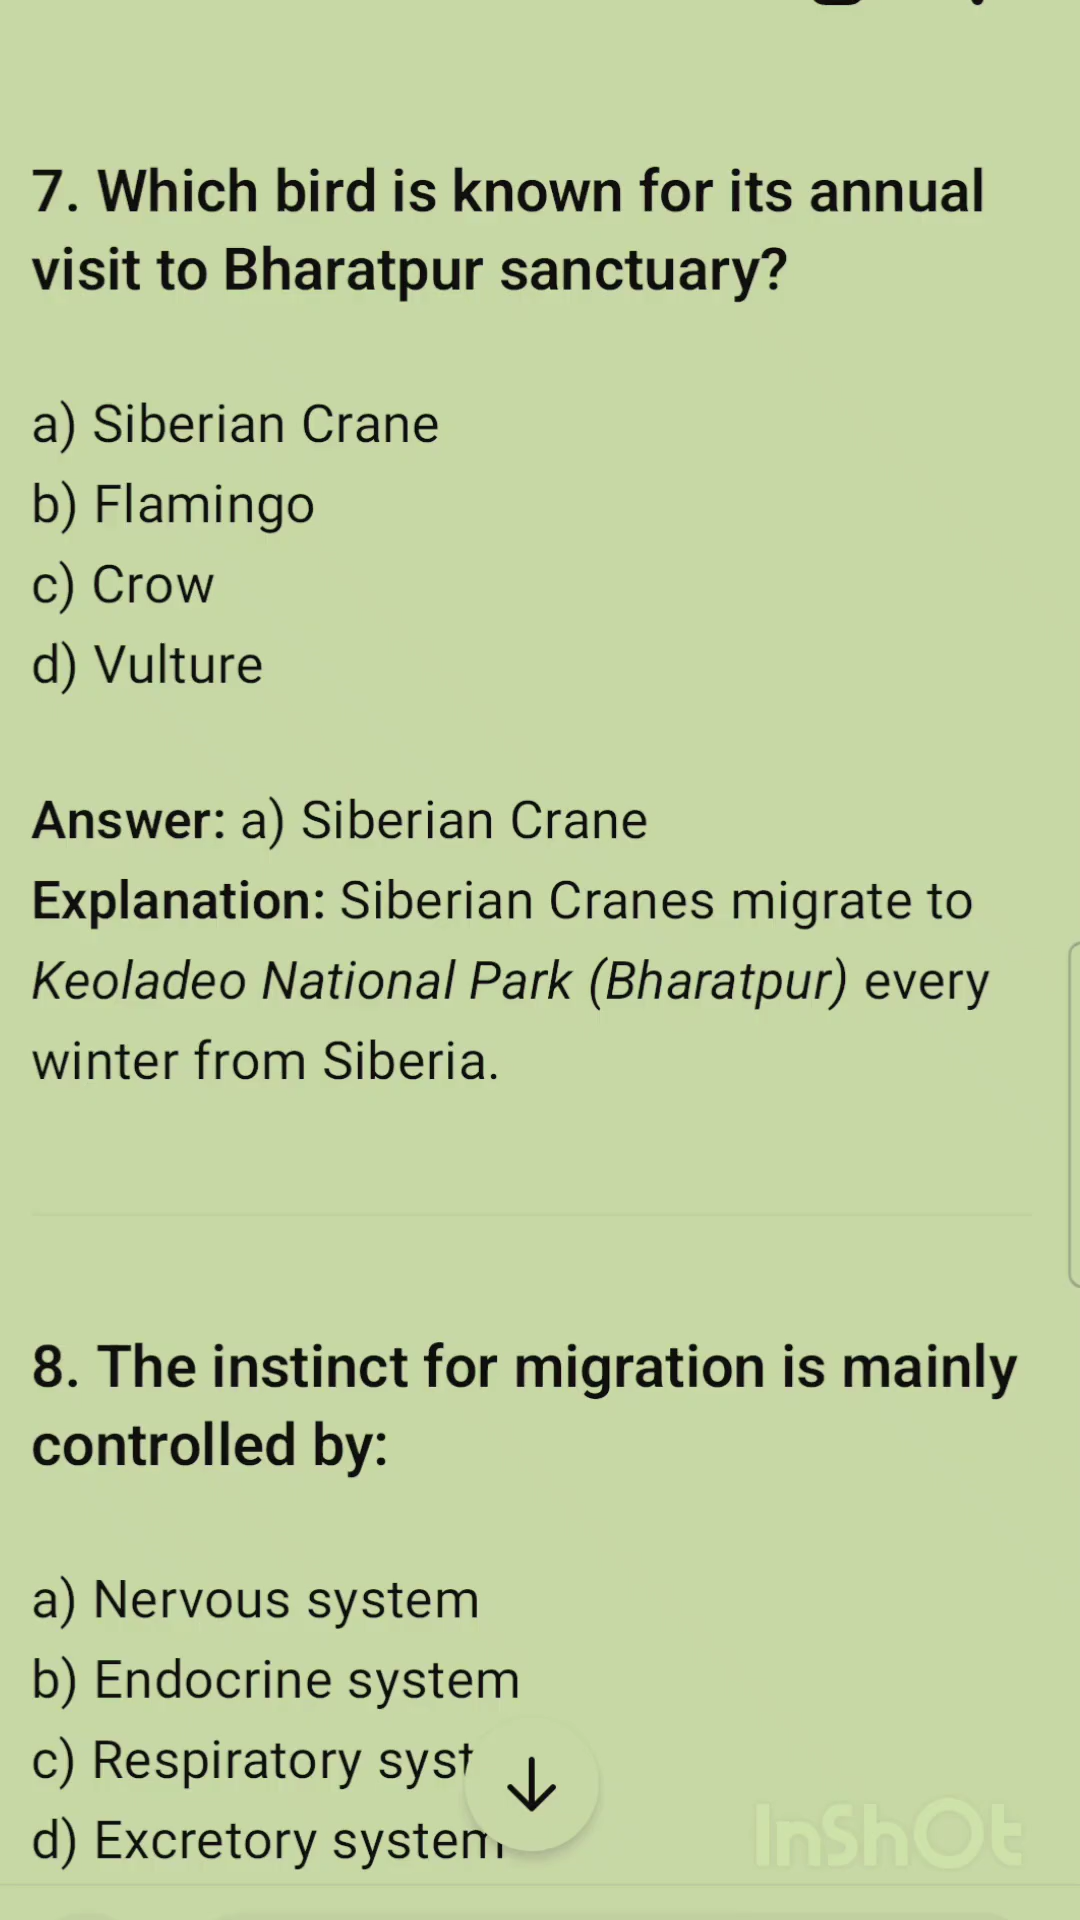 7. Which bird is known for its annual
visit to Bharatpur sanctuary?
a) Siberian Crane
b) Flamingo
c) Crow
d) Vulture
Answer: a) Siberian Crane
Explanation: Siberian Cranes migrate to
Keoladeo National Park (Bharatpur) every
winter from Siberia.
8. The instinct for migration is mainly
controlled by:
a) Nervous system
b) Endocrine system
c) Respiratory syst
d) Excretory system
InShOt